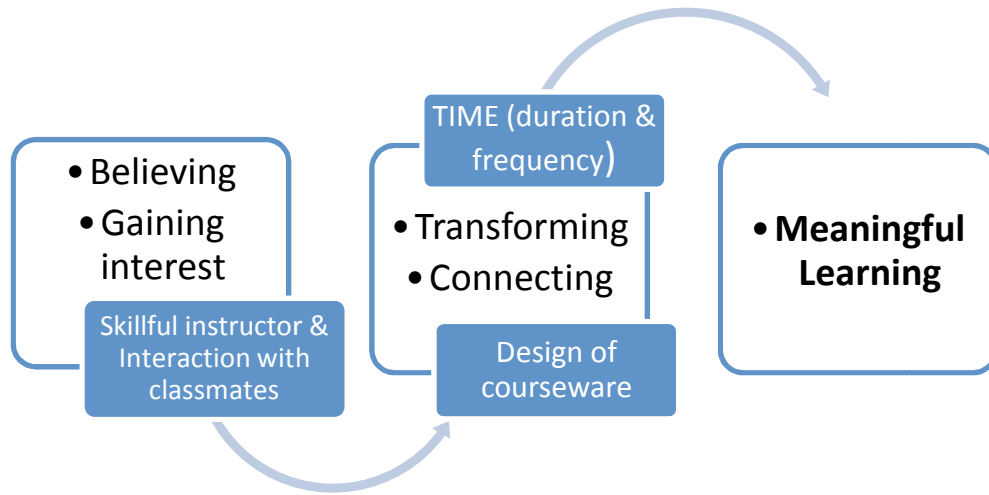 • Believing
• Gaining
interest
Skillful instructor &
Interaction with
classmates
TIME (duration &
frequency)
• Transforming
• Connecting
Design of
courseware
• Meaningful
Learning